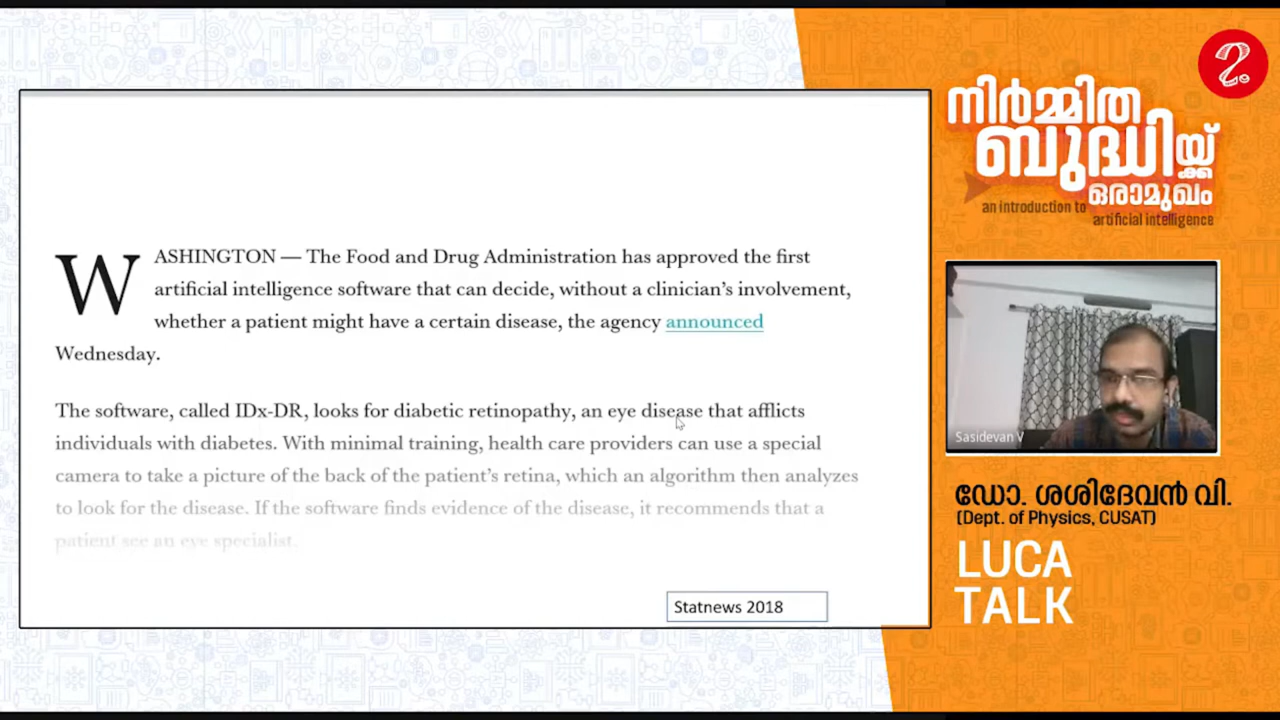 WASHINGTON — The Food and Drug Administration has approved the first
artificial intelligence software that can decide, without a clinician’s involvement,
whether a patient might have a certain disease, the agency announced
Wednesday.
The software, called IDx-DR, looks for diabetic retinopathy, an eye disease that afflicts
individuals with diabetes. With minimal training, health care providers can use a special
camera to take a picture of the back of the patient’s retina, which an algorithm then analyzes
to look for the disease. If the software finds evidence of the disease, it recommends that a
patient see an eye specialist.
Statnews 2018
നിർമ്മിത
ബുദ്ധിയ്ക്ക്
ഒരാമുഖം
an introduction to
artificial intelligence
Sasidevan V
ഡോ. ശശിദേവൻ വി.
(Dept. of Physics, CUSAT)
LUCA
TALK